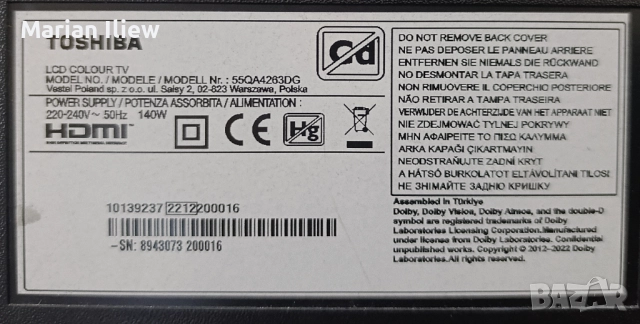 Marian Iliew
TOSHIBA
LCD COLOUR TV
MODEL NO. / MODELE / MODELL Nr. : 55QA4263DG
Vestel Poland sp. z o.o. ul. Salsy 2, 02-823 Warszawa, Polska
POWER SUPPLY / POTENZA ASSORBITA / ALIMENTATION :
220-240V~ 50Hz 140W
HDMI
HIGH-DEFINITION MULTIMEDIA INTERFACE
Cd
Hg
DO NOT REMOVE BACK COVER
NE PAS DEPOSER LE PANNEAU ARRIERE
ENTFERNEN SIE NIEMALS DIE RÜCKWAND
NO DESMONTAR LA TAPA TRASERA
NON RIMUOVERE IL COPERCHIO POSTERIORE
NÃO RETIRAR A TAMPA TRASEIRA
VERWIJDER DE ACHTERZIJDE VAN HET APPARAAT NIET
NIE ZDEJMOWAĆ TYLNEJ POKRYWY
ΜΗΝ ΑΦΑΙΡΕΙΤΕ ΤΟ ΠΙΣΩ ΚΑΛΥΜΜΑ
ARKA KAPAĞI ÇIKARTMAYIN
NEODSTRAŇUJTE ZADNÍ KRYT
A HÁTSÓ BURKOLATOT ELTÁVOLÍTANI TILOS!
НЕ ЗНИМАЙТЕ ЗАДНЮ КРИШКУ
10139237 2212 200016
-SN: 8943073 200016
Assembled in Türkiye
Dolby, Dolby Vision, Dolby Atmos, and the double-D
symbol are registered trademarks of Dolby
Laboratories Licensing Corporation. Manufactured
under license from Dolby Laboratories. Confidential
unpublished works. Copyright © 2012-2022 Dolby
Laboratories. All rights reserved.
BAZAR